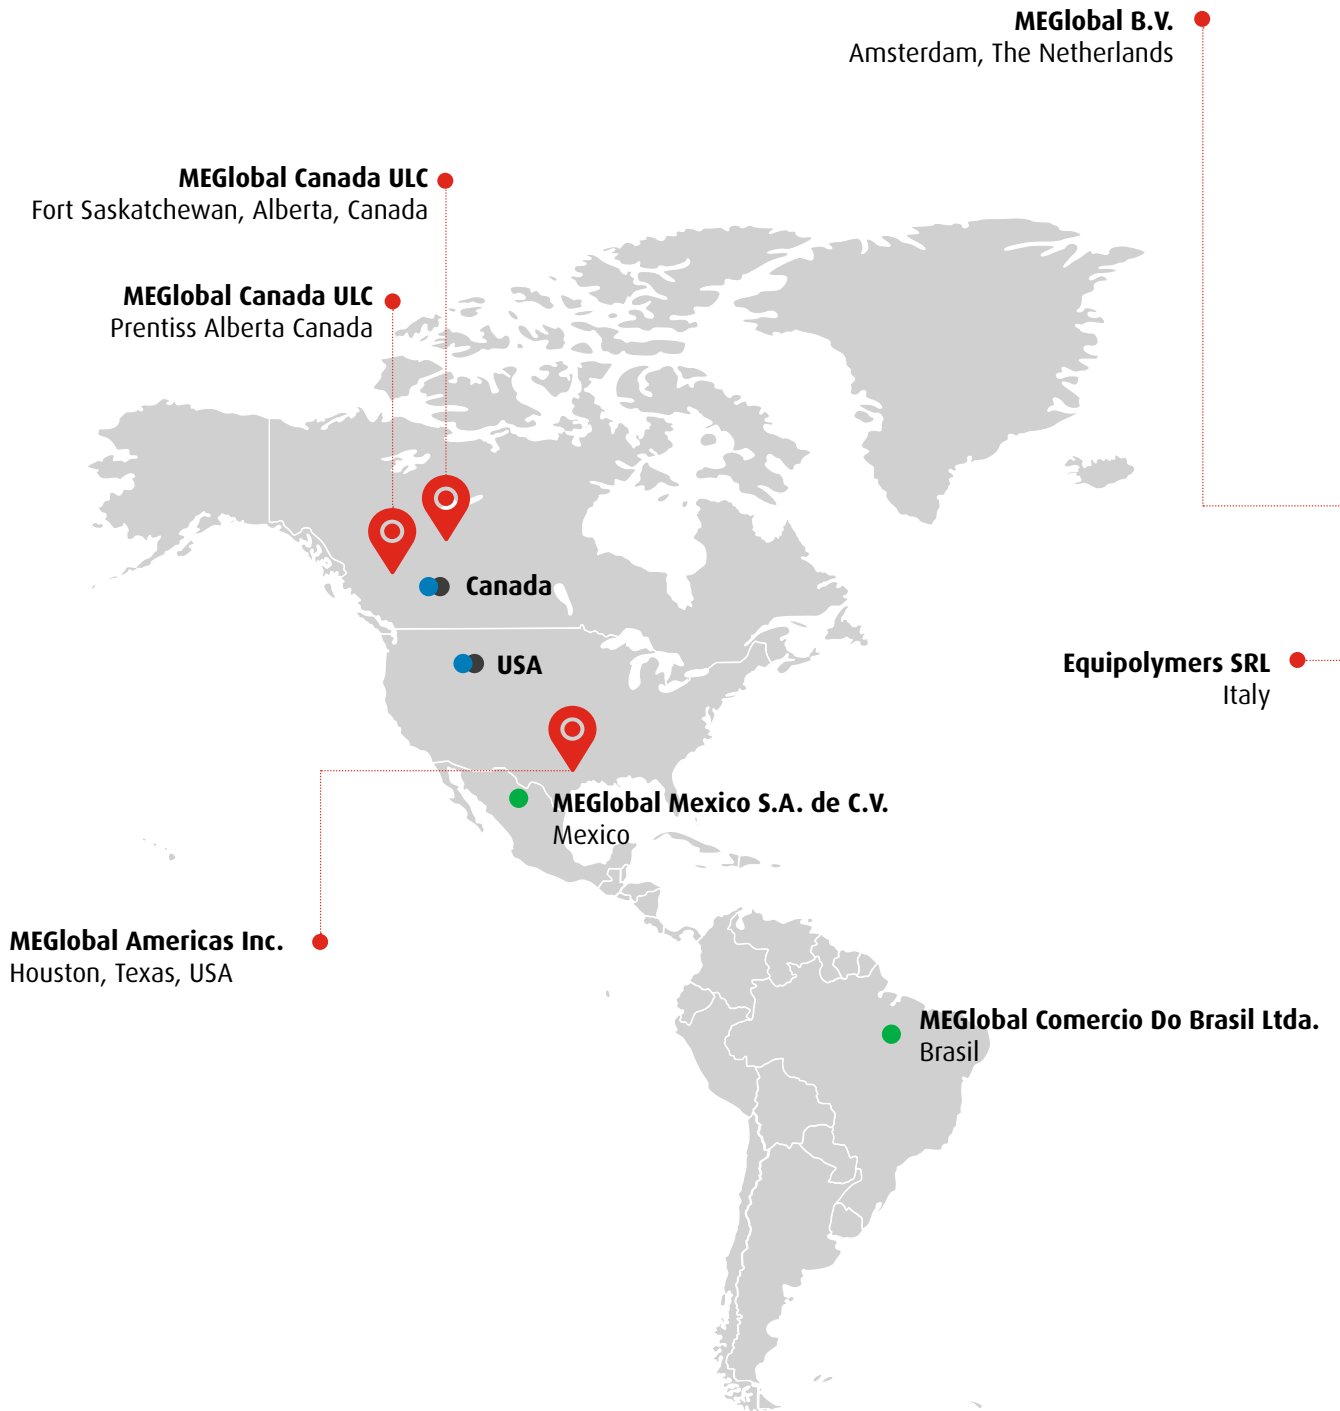 MEGlobal B.V.
Amsterdam, The Netherlands
MEGlobal Canada ULC
Fort Saskatchewan, Alberta, Canada
MEGlobal Canada ULC
Prentiss Alberta Canada
Canada
USA
Equipolymers SRL
Italy
MEGlobal Mexico S.A. de C.V.
Mexico
MEGlobal Americas Inc.
Houston, Texas, USA
MEGlobal Comercio Do Brasil Ltda.
Brasil